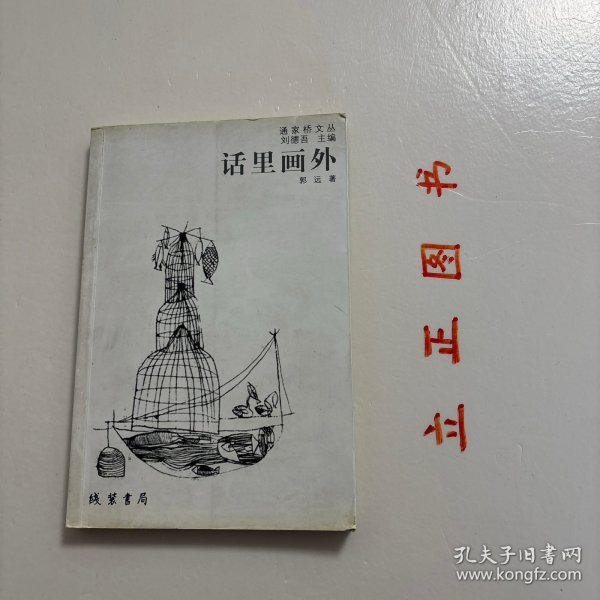 通家桥文丛
刘德吾 主编
话里画外
郭远 著
线装书局
书图正立
孔夫子旧书网
www.kongfz.com